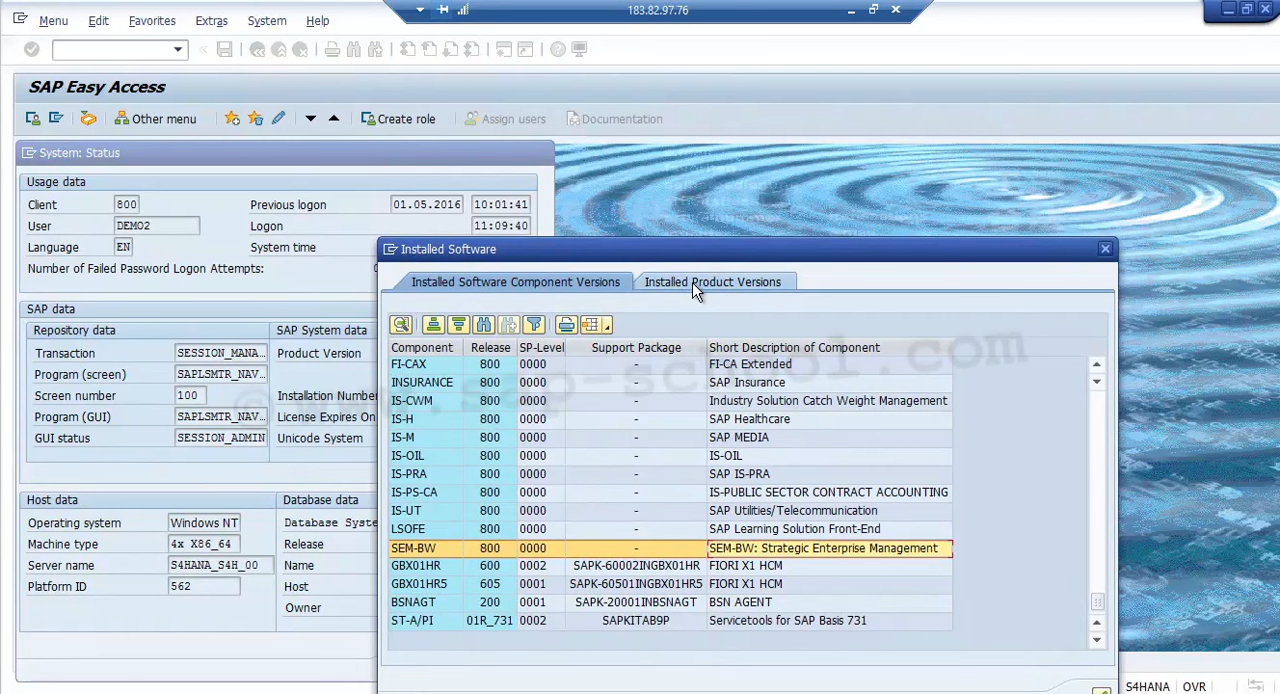 183.82.97.76
Menu Edit Favorites Extras System Help
SAP Easy Access
Other menu Create role Assign users Documentation
System: Status
Usage data
Client 800 Previous logon 01.05.2016 10:01:41
User DEMO2 Logon 11:09:40
Language EN System time
Number of Failed Password Logon Attempts:
SAP data
Repository data SAP System data
Transaction SESSION_MANA... Product Version
Program (screen) SAPLSMTR_NAV...
Screen number 100 Installation Number
Program (GUI) SAPLSMTR_NAV... License Expires On
GUI status SESSION_ADMIN Unicode System
Host data Database data
Operating system Windows NT Database Syste
Machine type 4x X86_64 Release
Server name S4HANA_S4H_00 Name
Platform ID 562 Host
Owner
Installed Software
Installed Software Component Versions Installed Product Versions
Component Release SP-Level Support Package Short Description of Component
FI-CAX 800 0000 - FI-CA Extended
INSURANCE 800 0000 - SAP Insurance
IS-CWM 800 0000 - Industry Solution Catch Weight Management
IS-H 800 0000 - SAP Healthcare
IS-M 800 0000 - SAP MEDIA
IS-OIL 800 0000 - IS-OIL
IS-PRA 800 0000 - SAP IS-PRA
IS-PS-CA 800 0000 - IS-PUBLIC SECTOR CONTRACT ACCOUNTING
IS-UT 800 0000 - SAP Utilities/Telecommunication
LSOFE 800 0000 - SAP Learning Solution Front-End
SEM-BW 800 0000 - SEM-BW: Strategic Enterprise Management
GBX01HR 600 0002 SAPK-60002INGBX01HR FIORI X1 HCM
GBX01HR5 605 0001 SAPK-60501INGBX01HR5 FIORI X1 HCM
BSNAGT 200 0001 SAPK-20001INBSNAGT BSN AGENT
ST-A/PI 01R_731 0002 SAPKITAB9P Servicetools for SAP Basis 731
© www.sap-school.com
S4HANA OVR